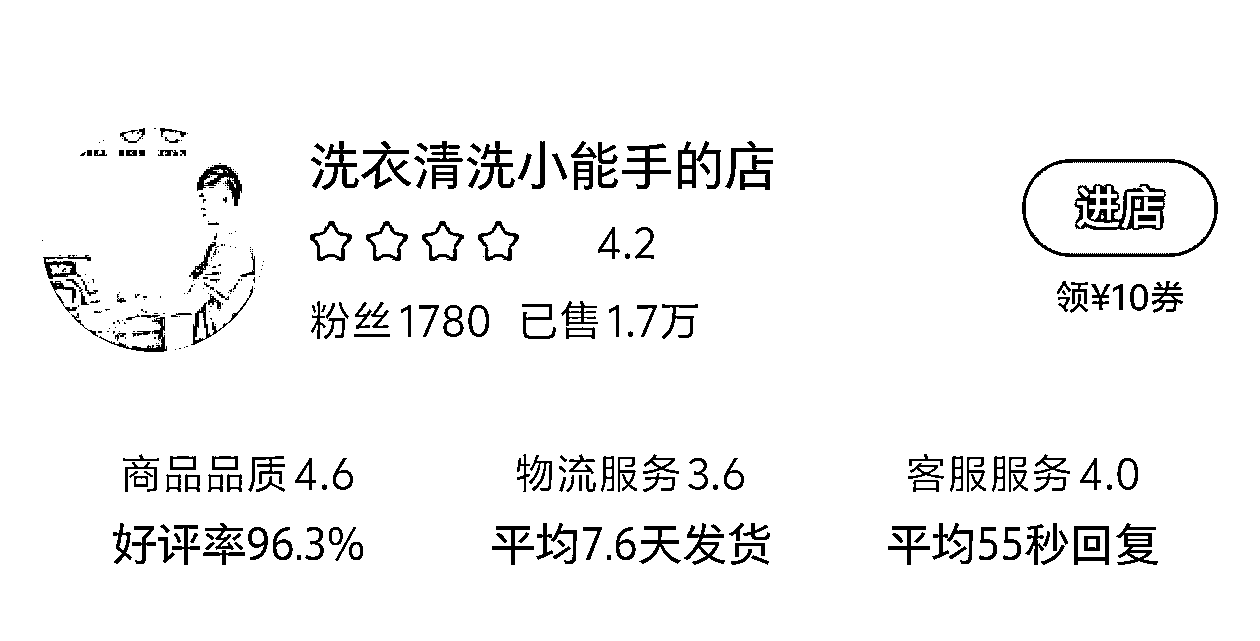 洗衣清洗小能手的店
4.2
进店
粉丝1780 已售1.7万
领¥10券
商品品质4.6 物流服务3.6 客服服务4.0
好评率96.3% 平均7.6天发货 平均55秒回复